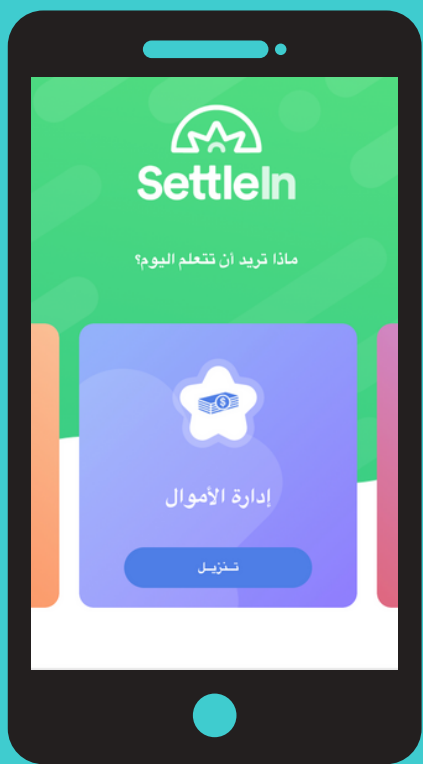 SettleIn
ماذا تريد أن تتعلم اليوم؟
$
إدارة الأموال
تنزيل